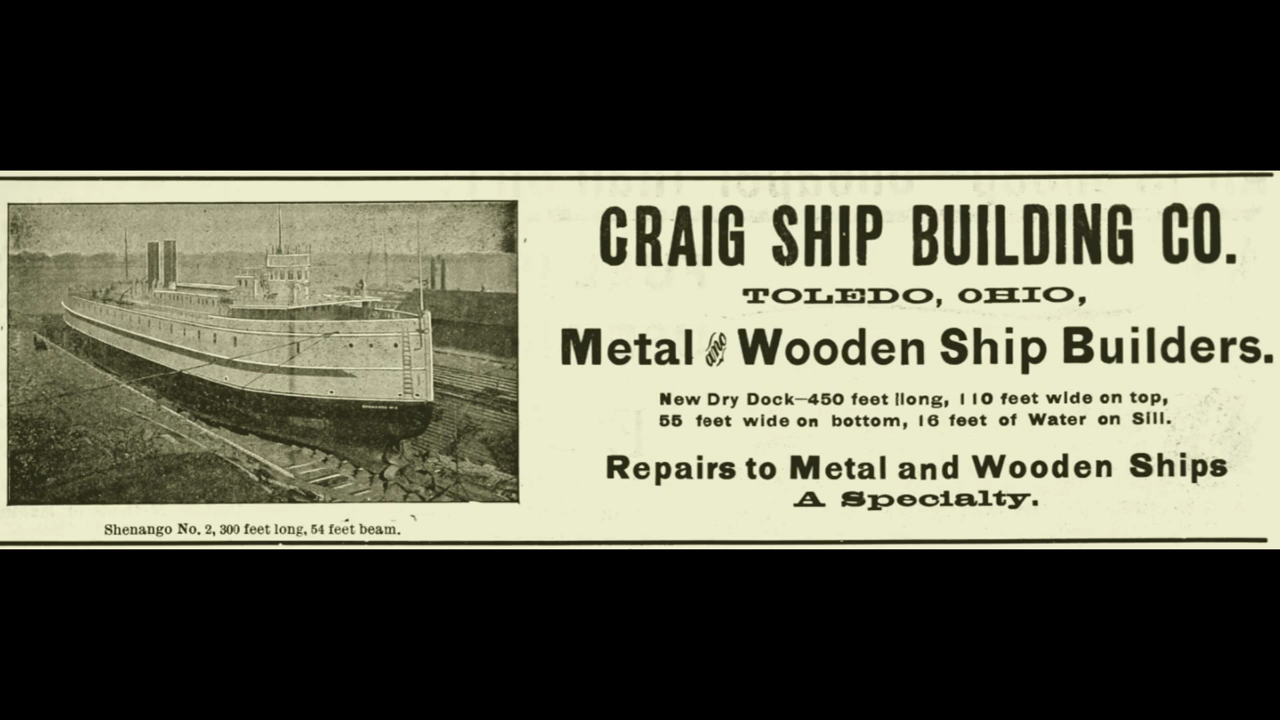 CRAIG SHIP BUILDING CO.
TOLEDO, OHIO,
Metal AND Wooden Ship Builders.
New Dry Dock—450 feet long, 110 feet wide on top,
55 feet wide on bottom, 16 feet of Water on Sill.
Repairs to Metal and Wooden Ships
A Specialty.
Shenango No. 2, 300 feet long, 54 feet beam.